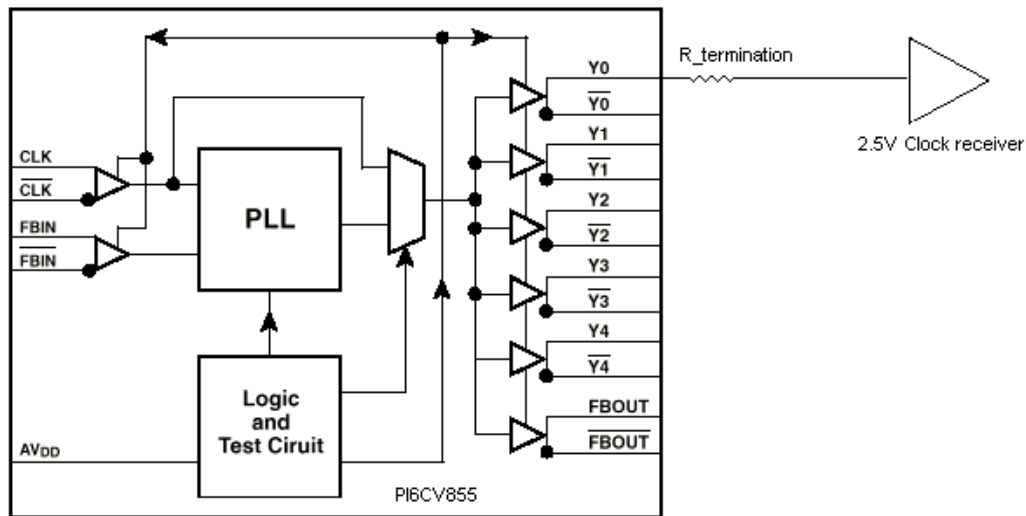 R_termination
2.5V Clock receiver
CLK
CLK
FBIN
FBIN
AVDD
PLL
Logic
and
Test Ciruit
Y0
Y0
Y1
Y1
Y2
Y2
Y3
Y3
Y4
Y4
FBOUT
FBOUT
PI6CV855